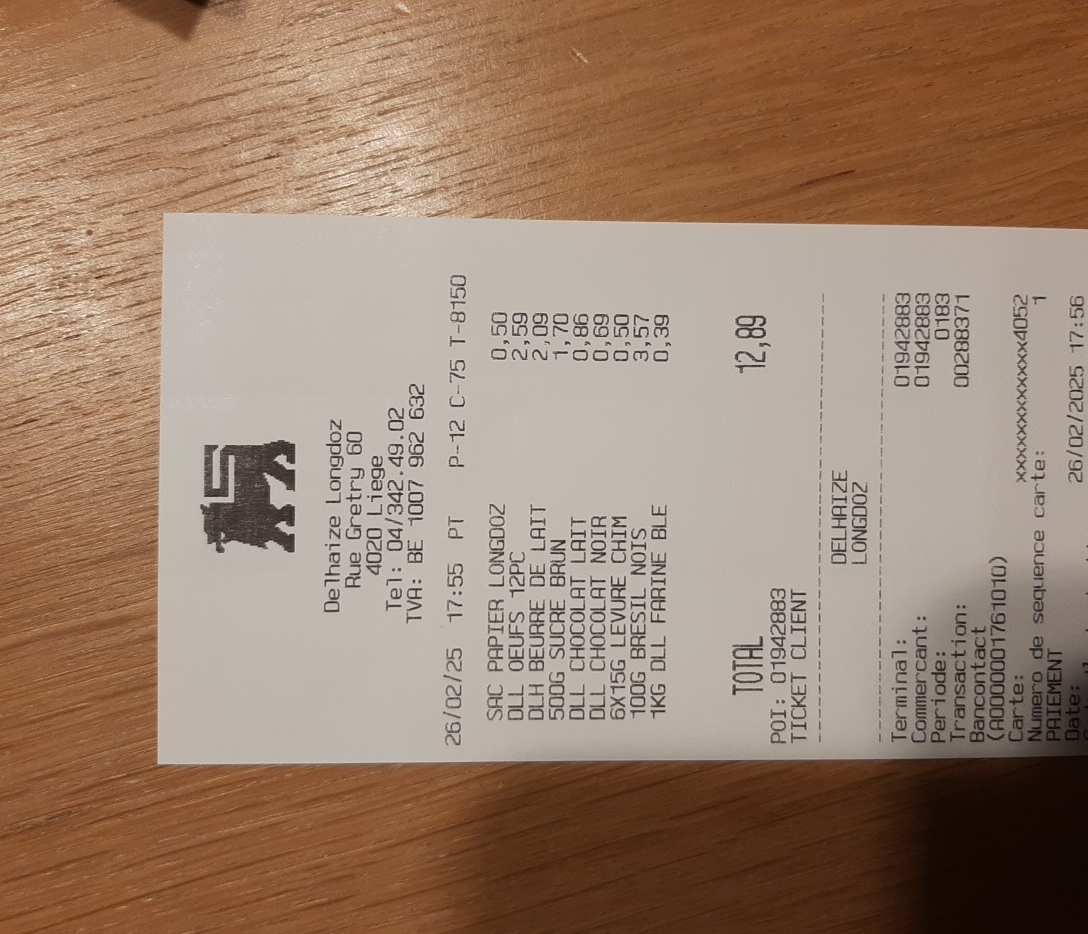 Delhaize Longdoz
Rue Gretry 60
4020 Liege
Tel: 04/342.49.02
TVA: BE 1007 962 632
26/02/25 17:55 PT P-12 C-75 T-8150
SAC PAPIER LONGDOZ 0,50
DLL OEUFS 12PC 2,59
DLH BEURRE DE LAIT 2,09
500G SUCRE BRUN 1,70
DLL CHOCOLAT LAIT 0,86
DLL CHOCOLAT NOIR 0,69
6X15G LEVURE CHIM 0,50
100G BRESIL NOIS 3,57
1KG DLL FARINE BLE 0,39
TOTAL 12,89
POI: 01942883
TICKET CLIENT
DELHAIZE
LONGDOZ
Terminal: 01942883
Commercant: 01942883
Periode: 0183
Transaction: 00288371
Bancontact
(A0000001761010)
Carte: xxxxxxxxxxxxx4052
Numero de sequence carte: 1
PAIEMENT
Date: 26/02/2025 17:56